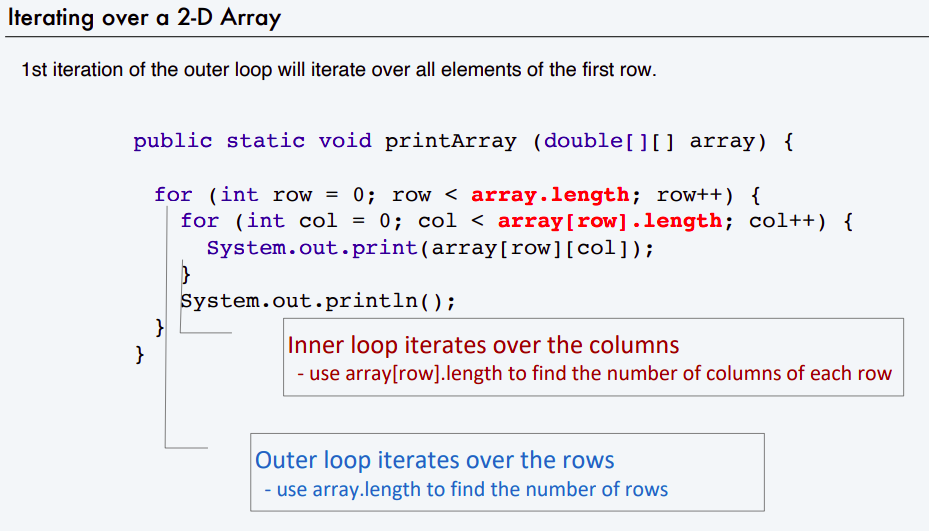 Iterating over a 2-D Array
1st iteration of the outer loop will iterate over all elements of the first row.
public static void printArray (double[][] array) {
for (int row = 0; row < array.length; row++) {
for (int col = 0; col < array[row].length; col++) {
System.out.print(array[row][col]);
}
System.out.println();
}
}
Inner loop iterates over the columns
- use array[row].length to find the number of columns of each row
Outer loop iterates over the rows
- use array.length to find the number of rows